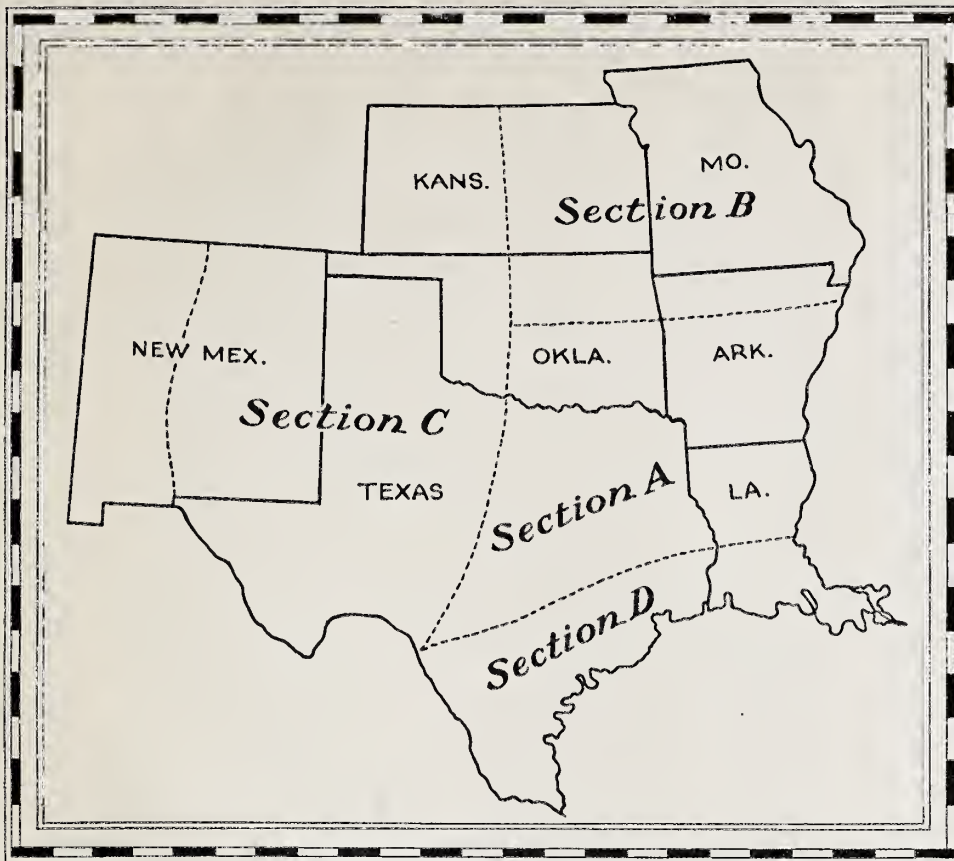 MO.
KANS.
Section B
NEW MEX.
OKLA.
ARK.
Section C
TEXAS
LA.
Section A
Section D